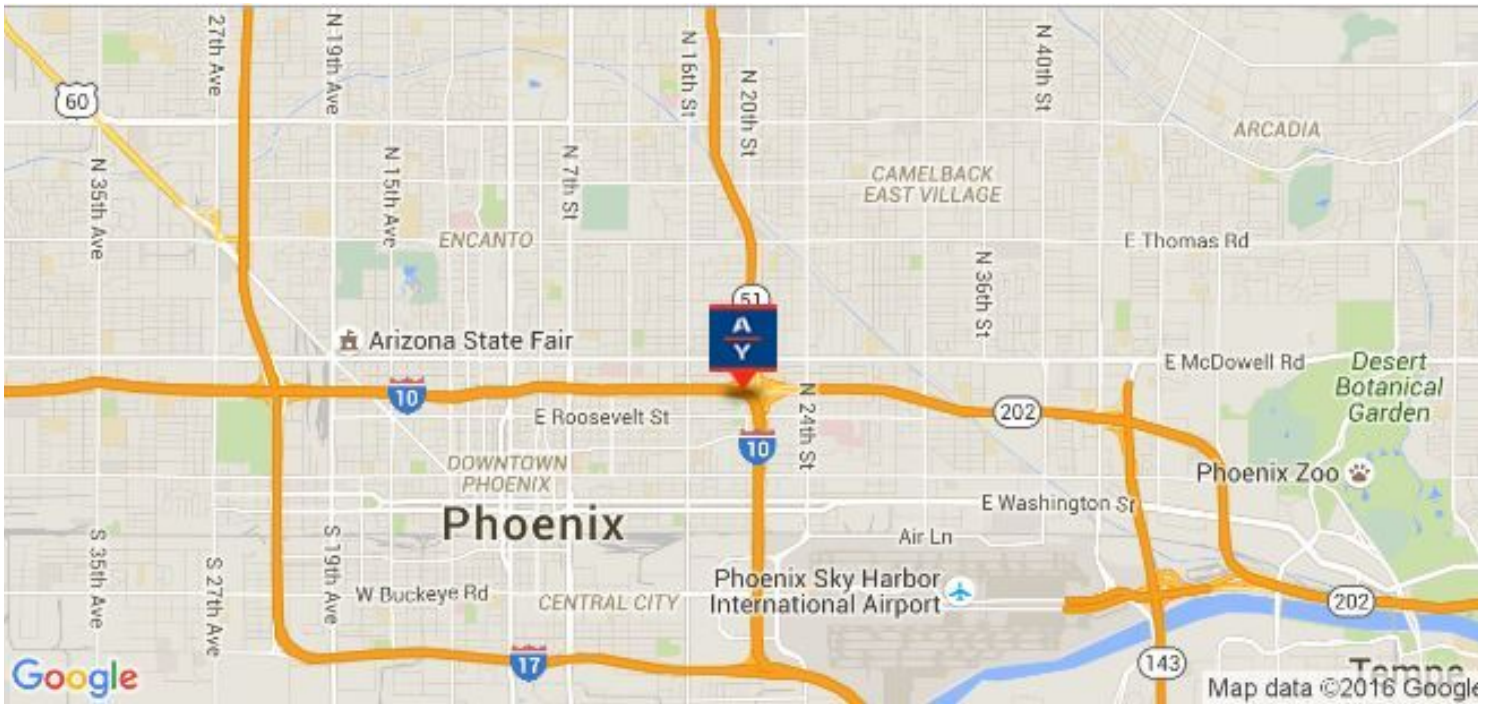 27th Ave
N 19th Ave
N 16th St
N 20th St
N 40th St
60
ARCADIA
N 35th Ave
N 15th Ave
N 7th St
CAMELBACK
EAST VILLAGE
ENCANTO
E Thomas Rd
N 36th St
51
A
Y
Arizona State Fair
E McDowell Rd
Desert
Botanical
Garden
10
E Roosevelt St
N 24th St
202
10
DOWNTOWN
PHOENIX
Phoenix Zoo
E Washington St
Phoenix
Air Ln
S 35th Ave
S 27th Ave
S 19th Ave
W Buckeye Rd
CENTRAL CITY
Phoenix Sky Harbor
International Airport
202
17
143
Tempe
Google
Map data ©2016 Google